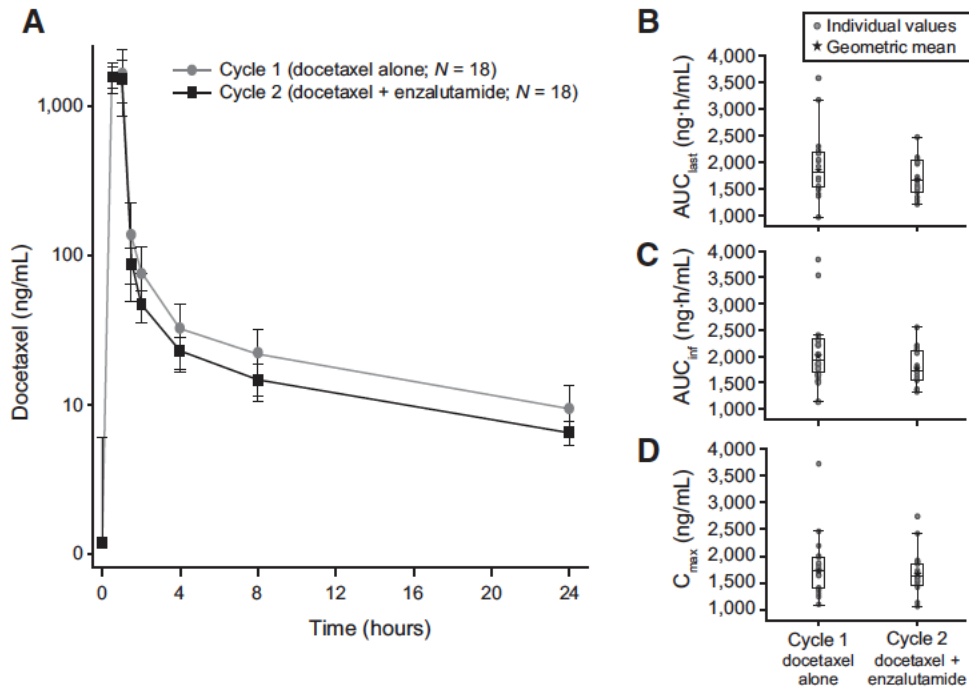 A
Cycle 1 (docetaxel alone; N = 18)
Cycle 2 (docetaxel + enzalutamide; N = 18)
Docetaxel (ng/mL)
1,000
100
10
0
0
4
8
12
16
20
24
Time (hours)
Individual values
Geometric mean
B
AUClast (ng·h/mL)
4,000
3,500
3,000
2,500
2,000
1,500
1,000
C
AUCinf (ng·h/mL)
4,000
3,500
3,000
2,500
2,000
1,500
1,000
D
Cmax (ng/mL)
4,000
3,500
3,000
2,500
2,000
1,500
1,000
Cycle 1
docetaxel
alone
Cycle 2
docetaxel +
enzalutamide